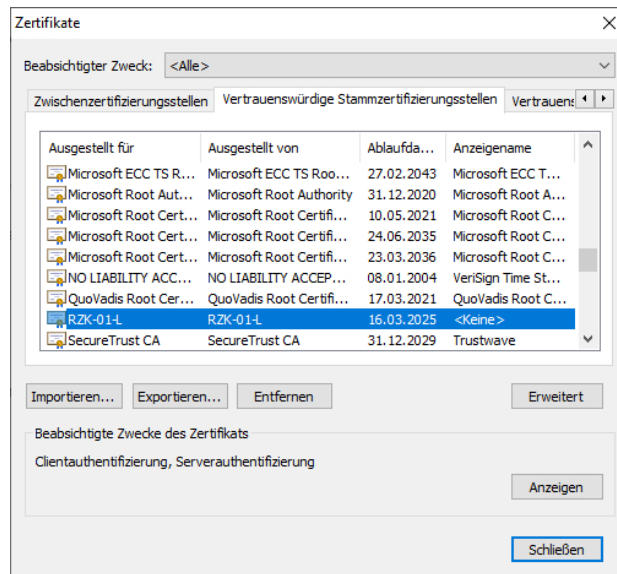 Zertifikate
Beabsichtigter Zweck: <Alle>
Zwischenzertifizierungsstellen Vertrauenswürdige Stammzertifizierungsstellen Vertrauens
Ausgestellt für Ausgestellt von Ablaufda... Anzeigename
Microsoft ECC TS R... Microsoft ECC TS Roo... 27.02.2043 Microsoft ECC T...
Microsoft Root Aut... Microsoft Root Authority 31.12.2020 Microsoft Root A...
Microsoft Root Cert... Microsoft Root Certifi... 10.05.2021 Microsoft Root C...
Microsoft Root Cert... Microsoft Root Certifi... 24.06.2035 Microsoft Root C...
Microsoft Root Cert... Microsoft Root Certifi... 23.03.2036 Microsoft Root C...
NO LIABILITY ACC... NO LIABILITY ACCEP... 08.01.2004 VeriSign Time St...
QuoVadis Root Cer... QuoVadis Root Certifi... 17.03.2021 QuoVadis Root C...
RZK-01-L RZK-01-L 16.03.2025 <Keine>
SecureTrust CA SecureTrust CA 31.12.2029 Trustwave
Importieren... Exportieren... Entfernen Erweitert
Beabsichtigte Zwecke des Zertifikats
Clientauthentifizierung, Serverauthentifizierung
Anzeigen
Schließen